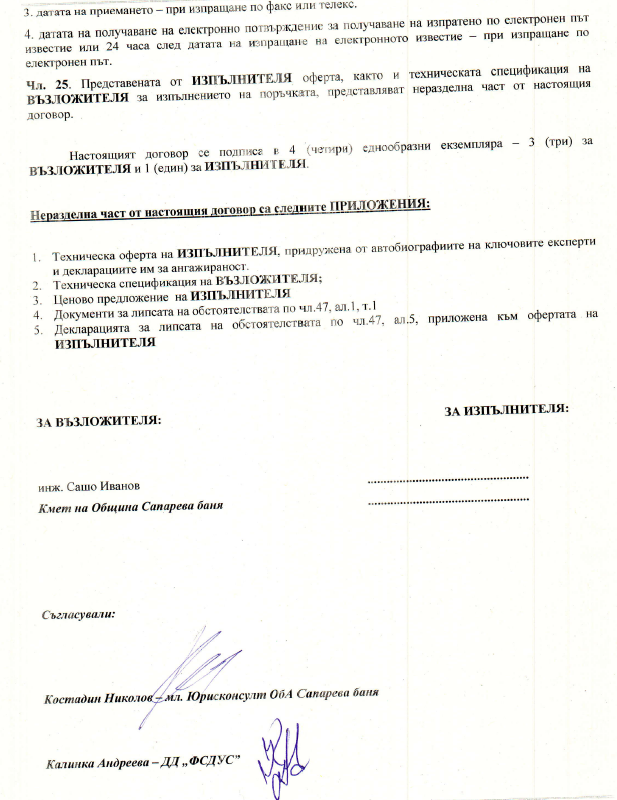 3. датата на приемането – при изпращане по факс или телекс.
4. датата на получаване на електронно потвърждение за получаване на изпратено по електронен път
известие или 24 часа след датата на изпращане на електронното известие – при изпращане по
електронен път.
Чл. 25. Представената от ИЗПЪЛНИТЕЛЯ оферта, както и техническата спецификация на
ВЪЗЛОЖИТЕЛЯ за изпълнението на поръчката, представляват неразделна част от настоящия
договор.
Настоящият договор се подписа в 4 (четири) еднообразни екземпляра – 3 (три) за
ВЪЗЛОЖИТЕЛЯ и 1 (един) за ИЗПЪЛНИТЕЛЯ.
Неразделна част от настоящия договор са следните ПРИЛОЖЕНИЯ:
1. Техническа оферта на ИЗПЪЛНИТЕЛЯ, придружена от автобиографиите на ключовите експерти
и декларациите им за ангажираност.
2. Техническа спецификация на ВЪЗЛОЖИТЕЛЯ;
3. Ценово предложение на ИЗПЪЛНИТЕЛЯ
4. Документи за липсата на обстоятелствата по чл.47, ал.1, т.1
5. Декларацията за липсата на обстоятелствата по чл.47, ал.5, приложена към офертата на
ИЗПЪЛНИТЕЛЯ
ЗА ВЪЗЛОЖИТЕЛЯ: ЗА ИЗПЪЛНИТЕЛЯ:
инж. Сашо Иванов ..................................................
Кмет на Община Сапарева баня ..................................................
Съгласували:
Костадин Николов – мл. Юрисконсулт ОбА Сапарева баня
Калинка Андреева – ДД „ФСДУС”